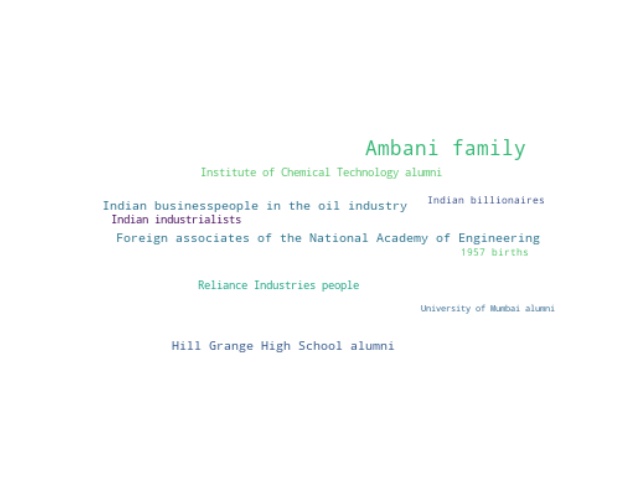 Ambani family
Institute of Chemical Technology alumni
Indian businesspeople in the oil industry
Indian billionaires
Indian industrialists
Foreign associates of the National Academy of Engineering
1957 births
Reliance Industries people
University of Mumbai alumni
Hill Grange High School alumni